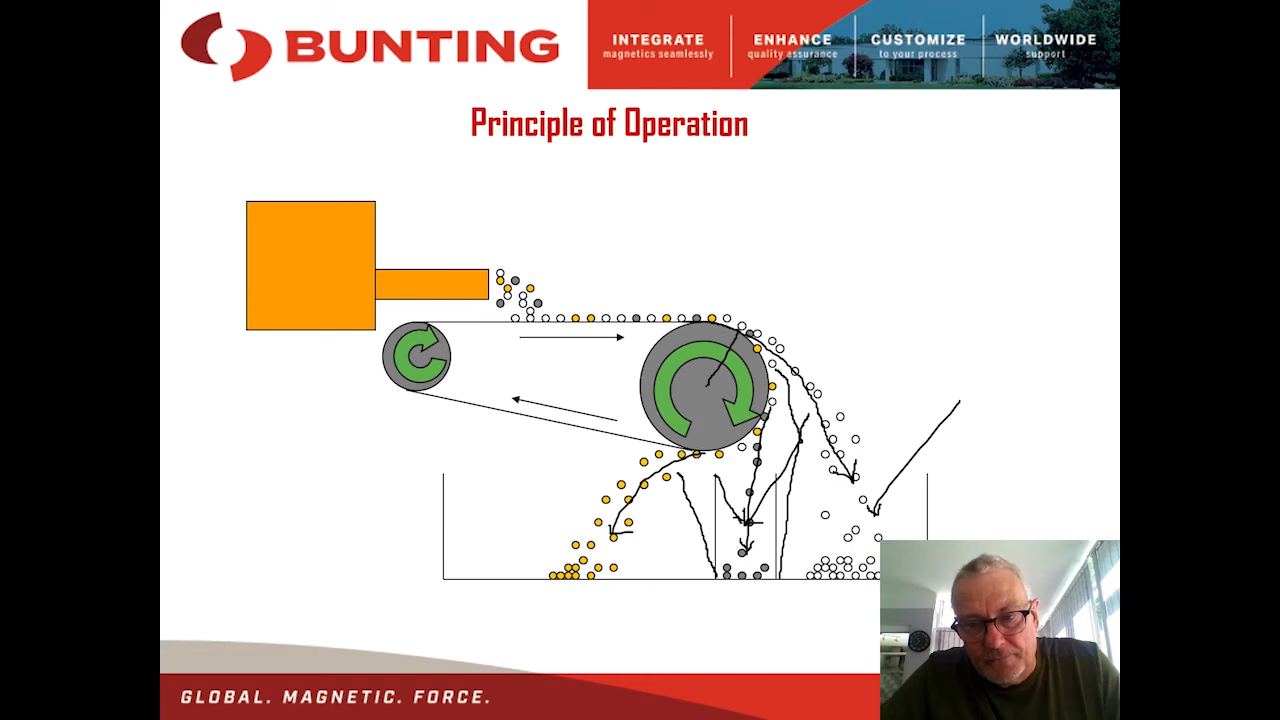 BUNTING
INTEGRATE
magnetics seamlessly
ENHANCE
quality assurance
CUSTOMIZE
to your process
WORLDWIDE
support
Principle of Operation
GLOBAL. MAGNETIC. FORCE.